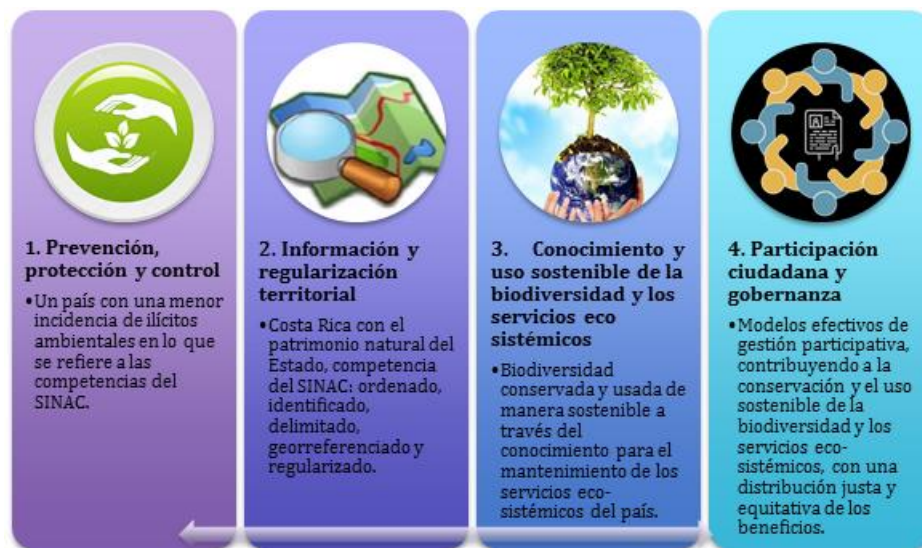 1. Prevención,
protección y control
•Un país con una menor
incidencia de ilícitos
ambientales en lo que
se refiere a las
competencias del
SINAC.
2. Información y
regularización
territorial
•Costa Rica con el
patrimonio natural del
Estado, competencia
del SINAC: ordenado,
identificado,
delimitado,
georreferenciado y
regularizado.
3. Conocimiento y
uso sostenible de la
biodiversidad y los
servicios eco
sistémicos
•Biodiversidad
conservada y usada de
manera sostenible a
través del
conocimiento para el
mantenimiento de los
servicios eco-
sistémicos del país.
4. Participación
ciudadana y
gobernanza
•Modelos efectivos de
gestión participativa,
contribuyendo a la
conservación y el uso
sostenible de la
biodiversidad y los
servicios eco-
sistémicos, con una
distribución justa y
equitativa de los
beneficios.